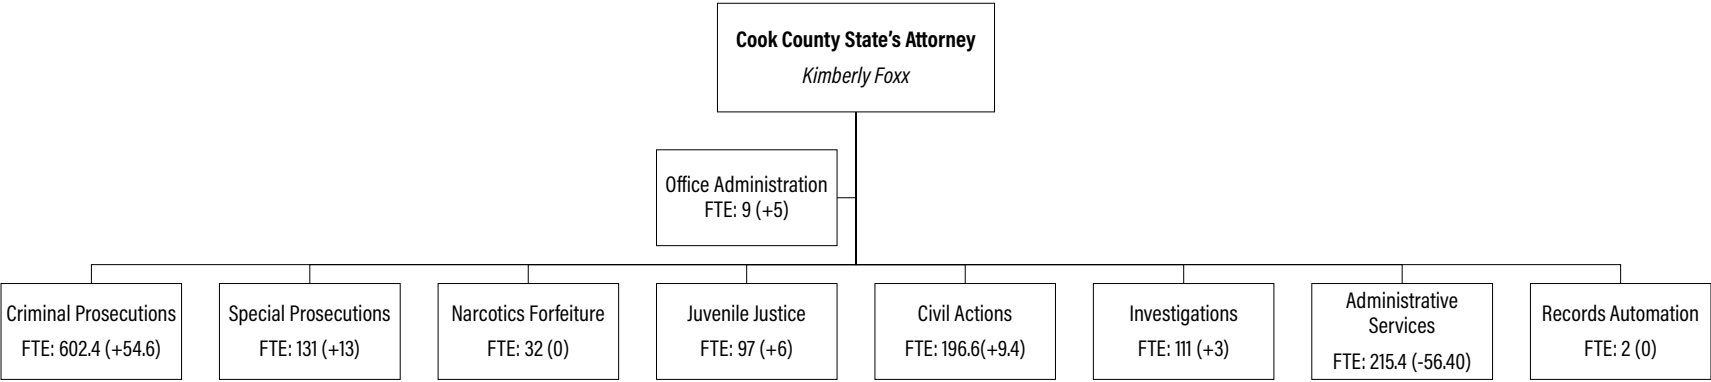 Cook County State's Attorney
Kimberly Foxx
Office Administration
FTE: 9 (+5)
Criminal Prosecutions
FTE: 602.4 (+54.6)
Special Prosecutions
FTE: 131 (+13)
Narcotics Forfeiture
FTE: 32 (0)
Juvenile Justice
FTE: 97 (+6)
Civil Actions
FTE: 196.6(+9.4)
Investigations
FTE: 111 (+3)
Administrative
Services
FTE: 215.4 (-56.40)
Records Automation
FTE: 2 (0)